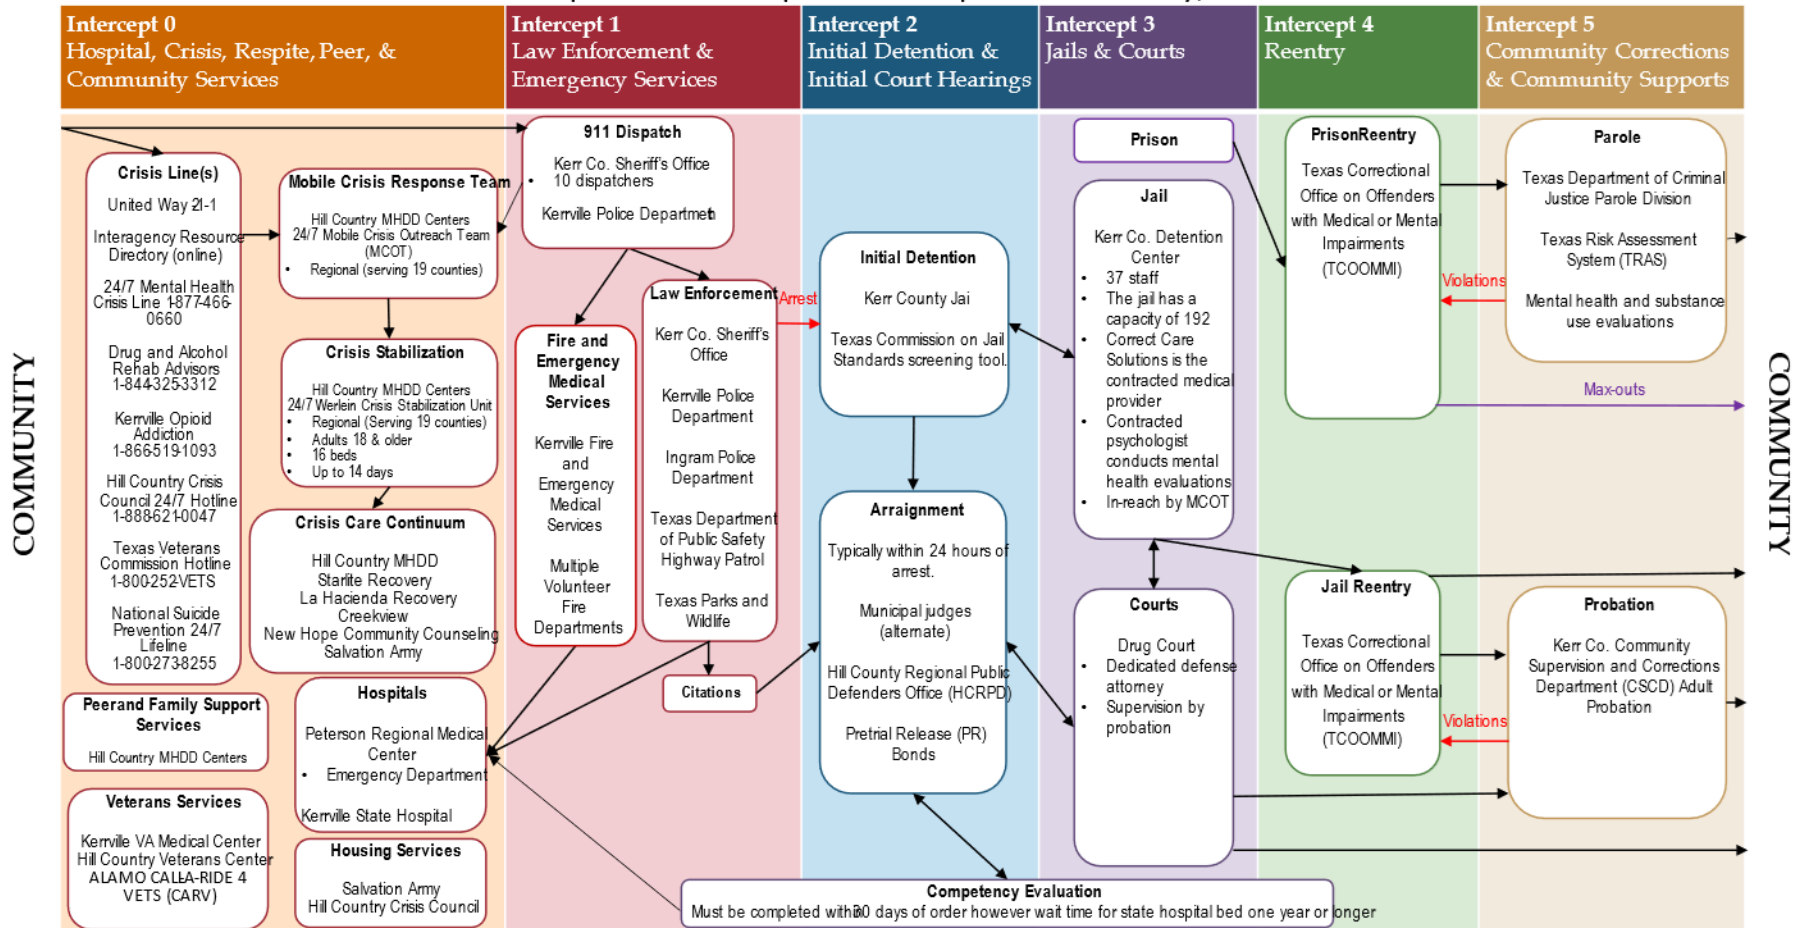 Intercept 0
Hospital, Crisis, Respite, Peer, &
Community Services
Intercept 1
Law Enforcement &
Emergency Services
Intercept 2
Initial Detention &
Initial Court Hearings
Intercept 3
Jails & Courts
Intercept 4
Reentry
Intercept 5
Community Corrections
& Community Supports
COMMUNITY
Crisis Line(s)
United Way 2-1-1
Interagency Resource
Directory (online)
24/7 Mental Health
Crisis Line 1-877-466-
0660
Drug and Alcohol
Rehab Advisors
1-844-325-3312
Kerrville Opioid
Addiction
1-866-519-1093
Hill Country Crisis
Council 24/7 Hotline
1-888-621-0047
Texas Veterans
Commission Hotline
1-800-252-VETS
National Suicide
Prevention 24/7
Lifeline
1-800-273-8255
Peer and Family Support
Services
Hill Country MHDD Centers
Veterans Services
Kerrville VA Medical Center
Hill Country Veterans Center
ALAMO CALL-A-RIDE 4
VETS (CARV)
Mobile Crisis Response Team
Hill Country MHDD Centers
24/7 Mobile Crisis Outreach Team
(MCOT)
• Regional (serving 19 counties)
Crisis Stabilization
Hill Country MHDD Centers
24/7 Werlein Crisis Stabilization Unit
• Regional (Serving 19 counties)
• Adults 18 & older
• 16 beds
• Up to 14 days
Crisis Care Continuum
Hill Country MHDD
Starlite Recovery
La Hacienda Recovery
Creekview
New Hope Community Counseling
Salvation Army
Hospitals
Peterson Regional Medical
Center
• Emergency Department
Kerrville State Hospital
Housing Services
Salvation Army
Hill Country Crisis Council
911 Dispatch
Kerr Co. Sheriff's Office
• 10 dispatchers
Kerrville Police Department
Fire and
Emergency
Medical
Services
Kerrville Fire
and
Emergency
Medical
Services
Multiple
Volunteer
Fire
Departments
Law Enforcement
Kerr Co. Sheriff's
Office
Kerrville Police
Department
Ingram Police
Department
Texas Department
of Public Safety
Highway Patrol
Texas Parks and
Wildlife
Citations
Arrest
Initial Detention
Kerr County Jai
Texas Commission on Jail
Standards screening tool.
Arraignment
Typically within 24 hours of
arrest.
Municipal judges
(alternate)
Hill County Regional Public
Defenders Office (HCRPD)
Pretrial Release (PR)
Bonds
Competency Evaluation
Must be completed within 30 days of order however wait time for state hospital bed one year or longer
Prison
Jail
Kerr Co. Detention
Center
• 37 staff
• The jail has a
capacity of 192
• Correct Care
Solutions is the
contracted medical
provider
• Contracted
psychologist
conducts mental
health evaluations
• In-reach by MCOT
Courts
Drug Court
• Dedicated defense
attorney
• Supervision by
probation
Prison Reentry
Texas Correctional
Office on Offenders
with Medical or Mental
Impairments
(TCOOMMI)
Jail Reentry
Texas Correctional
Office on Offenders
with Medical or Mental
Impairments
(TCOOMMI)
Violations
Max-outs
Violations
Parole
Texas Department of Criminal
Justice Parole Division
Texas Risk Assessment
System (TRAS)
Mental health and substance
use evaluations
Probation
Kerr Co. Community
Supervision and Corrections
Department (CSCD) Adult
Probation
COMMUNITY